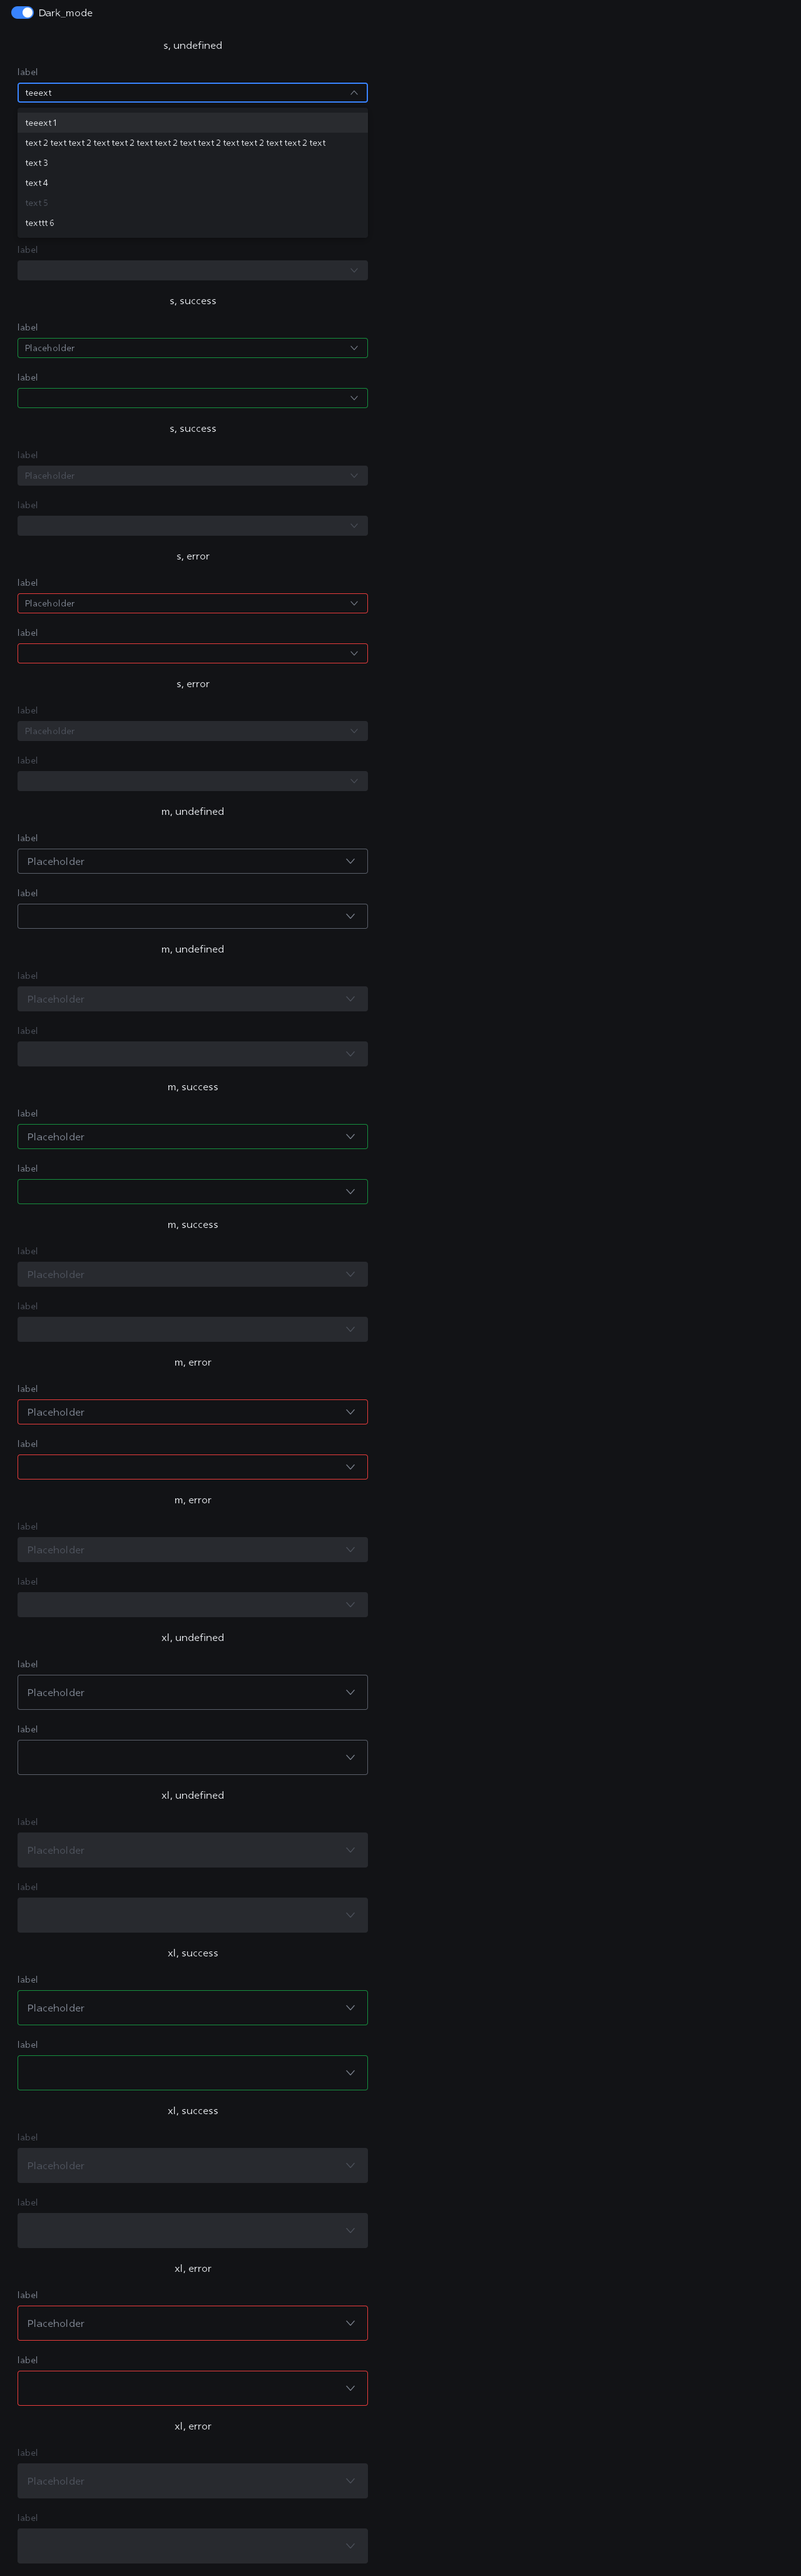 Dark_mode
s, undefined
label
teeext
teeext 1
text 2 text text 2 text text 2 text text 2 text text 2 text text 2 text text 2 text
text 3
text 4
text 5
texttt 6
label
s, success
label
Placeholder
label
s, success
label
Placeholder
label
s, error
label
Placeholder
label
s, error
label
Placeholder
label
m, undefined
label
Placeholder
label
m, undefined
label
Placeholder
label
m, success
label
Placeholder
label
m, success
label
Placeholder
label
m, error
label
Placeholder
label
m, error
label
Placeholder
label
xl, undefined
label
Placeholder
label
xl, undefined
label
Placeholder
label
xl, success
label
Placeholder
label
xl, success
label
Placeholder
label
xl, error
label
Placeholder
label
xl, error
label
Placeholder
label